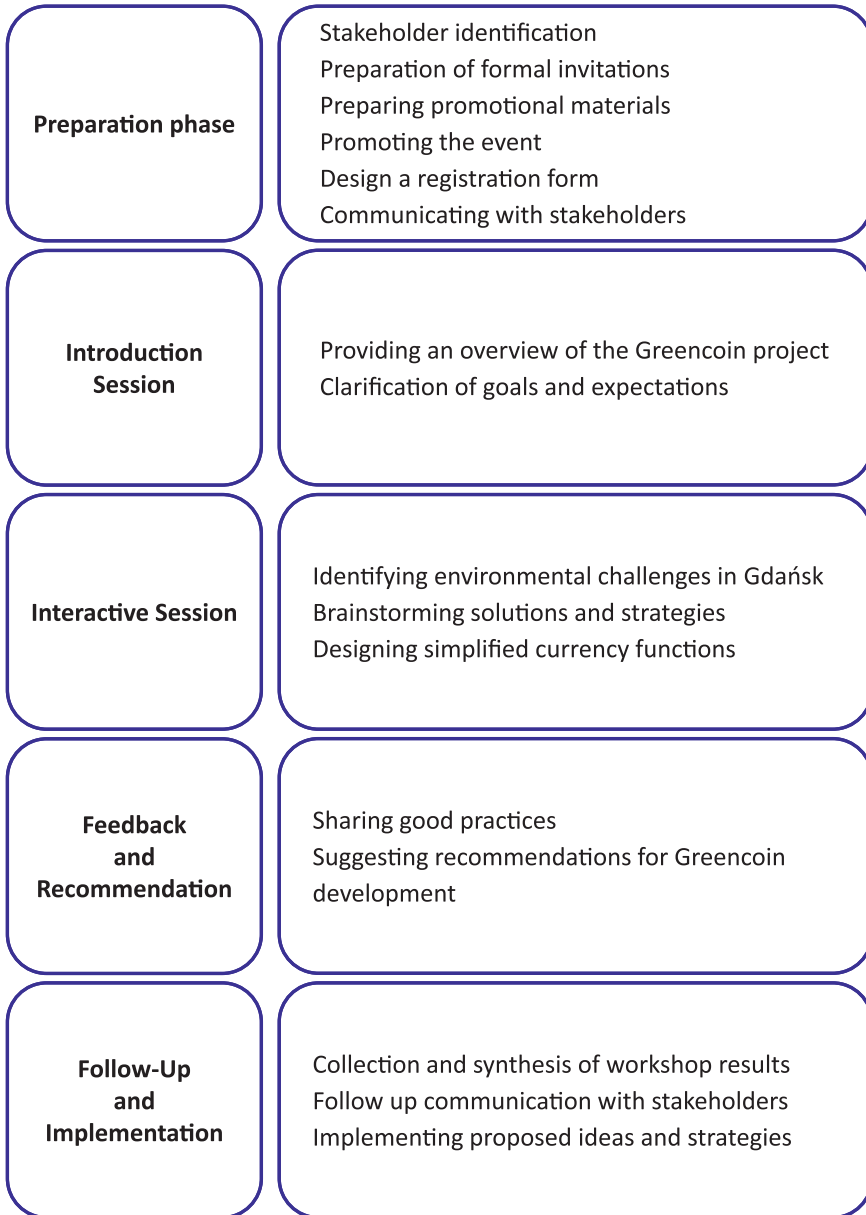 Preparation phase
Stakeholder identification
Preparation of formal invitations
Preparing promotional materials
Promoting the event
Design a registration form
Communicating with stakeholders
Introduction
Session
Providing an overview of the Greencoin project
Clarification of goals and expectations
Interactive Session
Identifying environmental challenges in Gdańsk
Brainstorming solutions and strategies
Designing simplified currency functions
Feedback
and
Recommendation
Sharing good practices
Suggesting recommendations for Greencoin
development
Follow-Up
and
Implementation
Collection and synthesis of workshop results
Follow up communication with stakeholders
Implementing proposed ideas and strategies